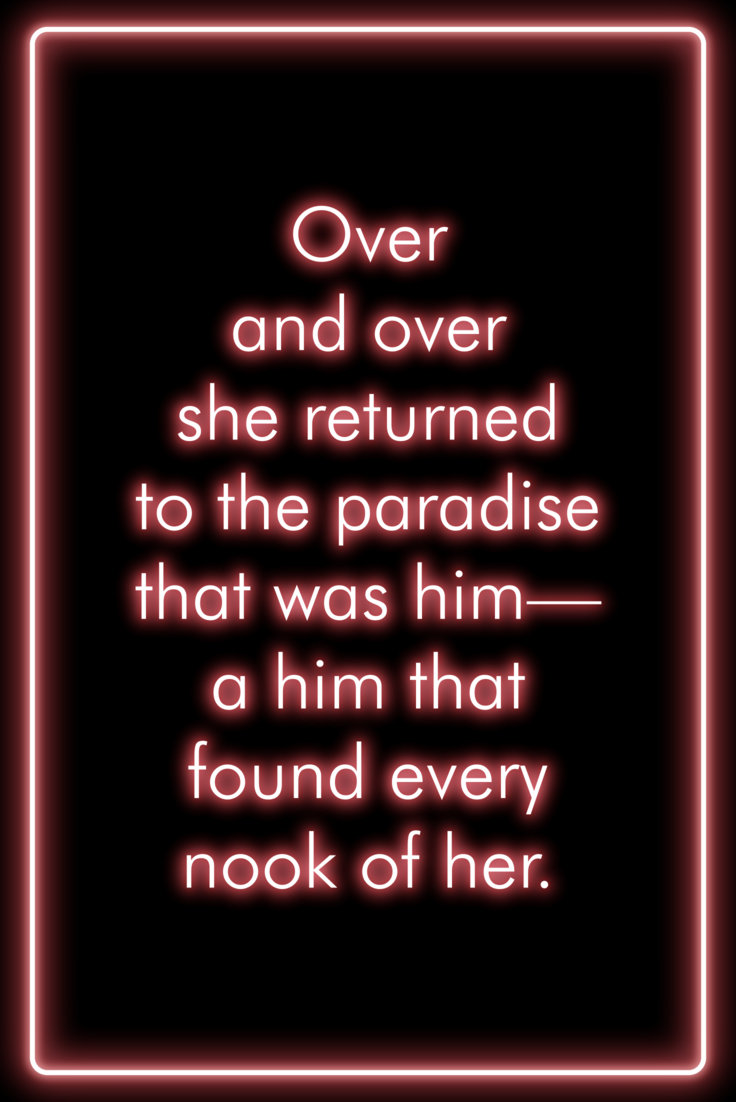 Over
and over
she returned
to the paradise
that was him—
a him that
found every
nook of her.